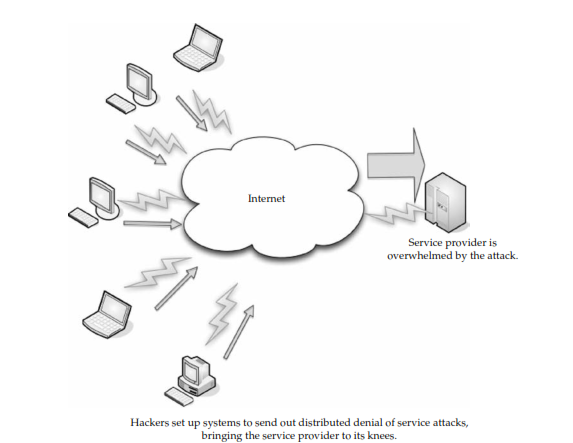 Internet
Service provider is
overwhelmed by the attack.
Hackers set up systems to send out distributed denial of service attacks,
bringing the service provider to its knees.